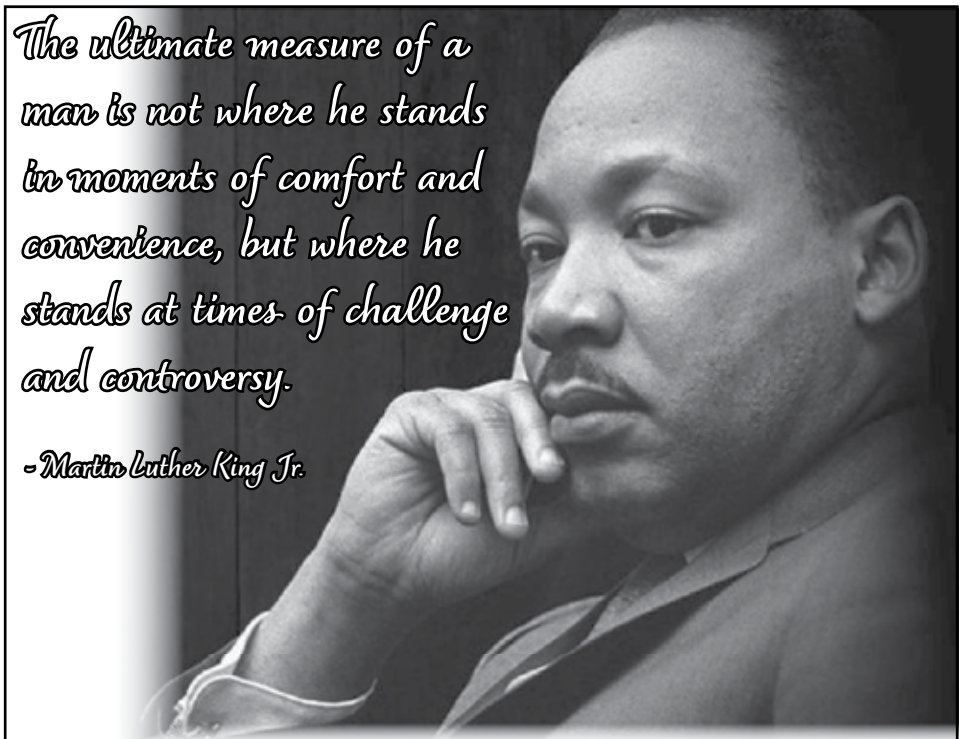 The ultimate measure of a
man is not where he stands
in moments of comfort and
convenience, but where he
stands at times of challenge
and controversy.
- Martin Luther King Jr.